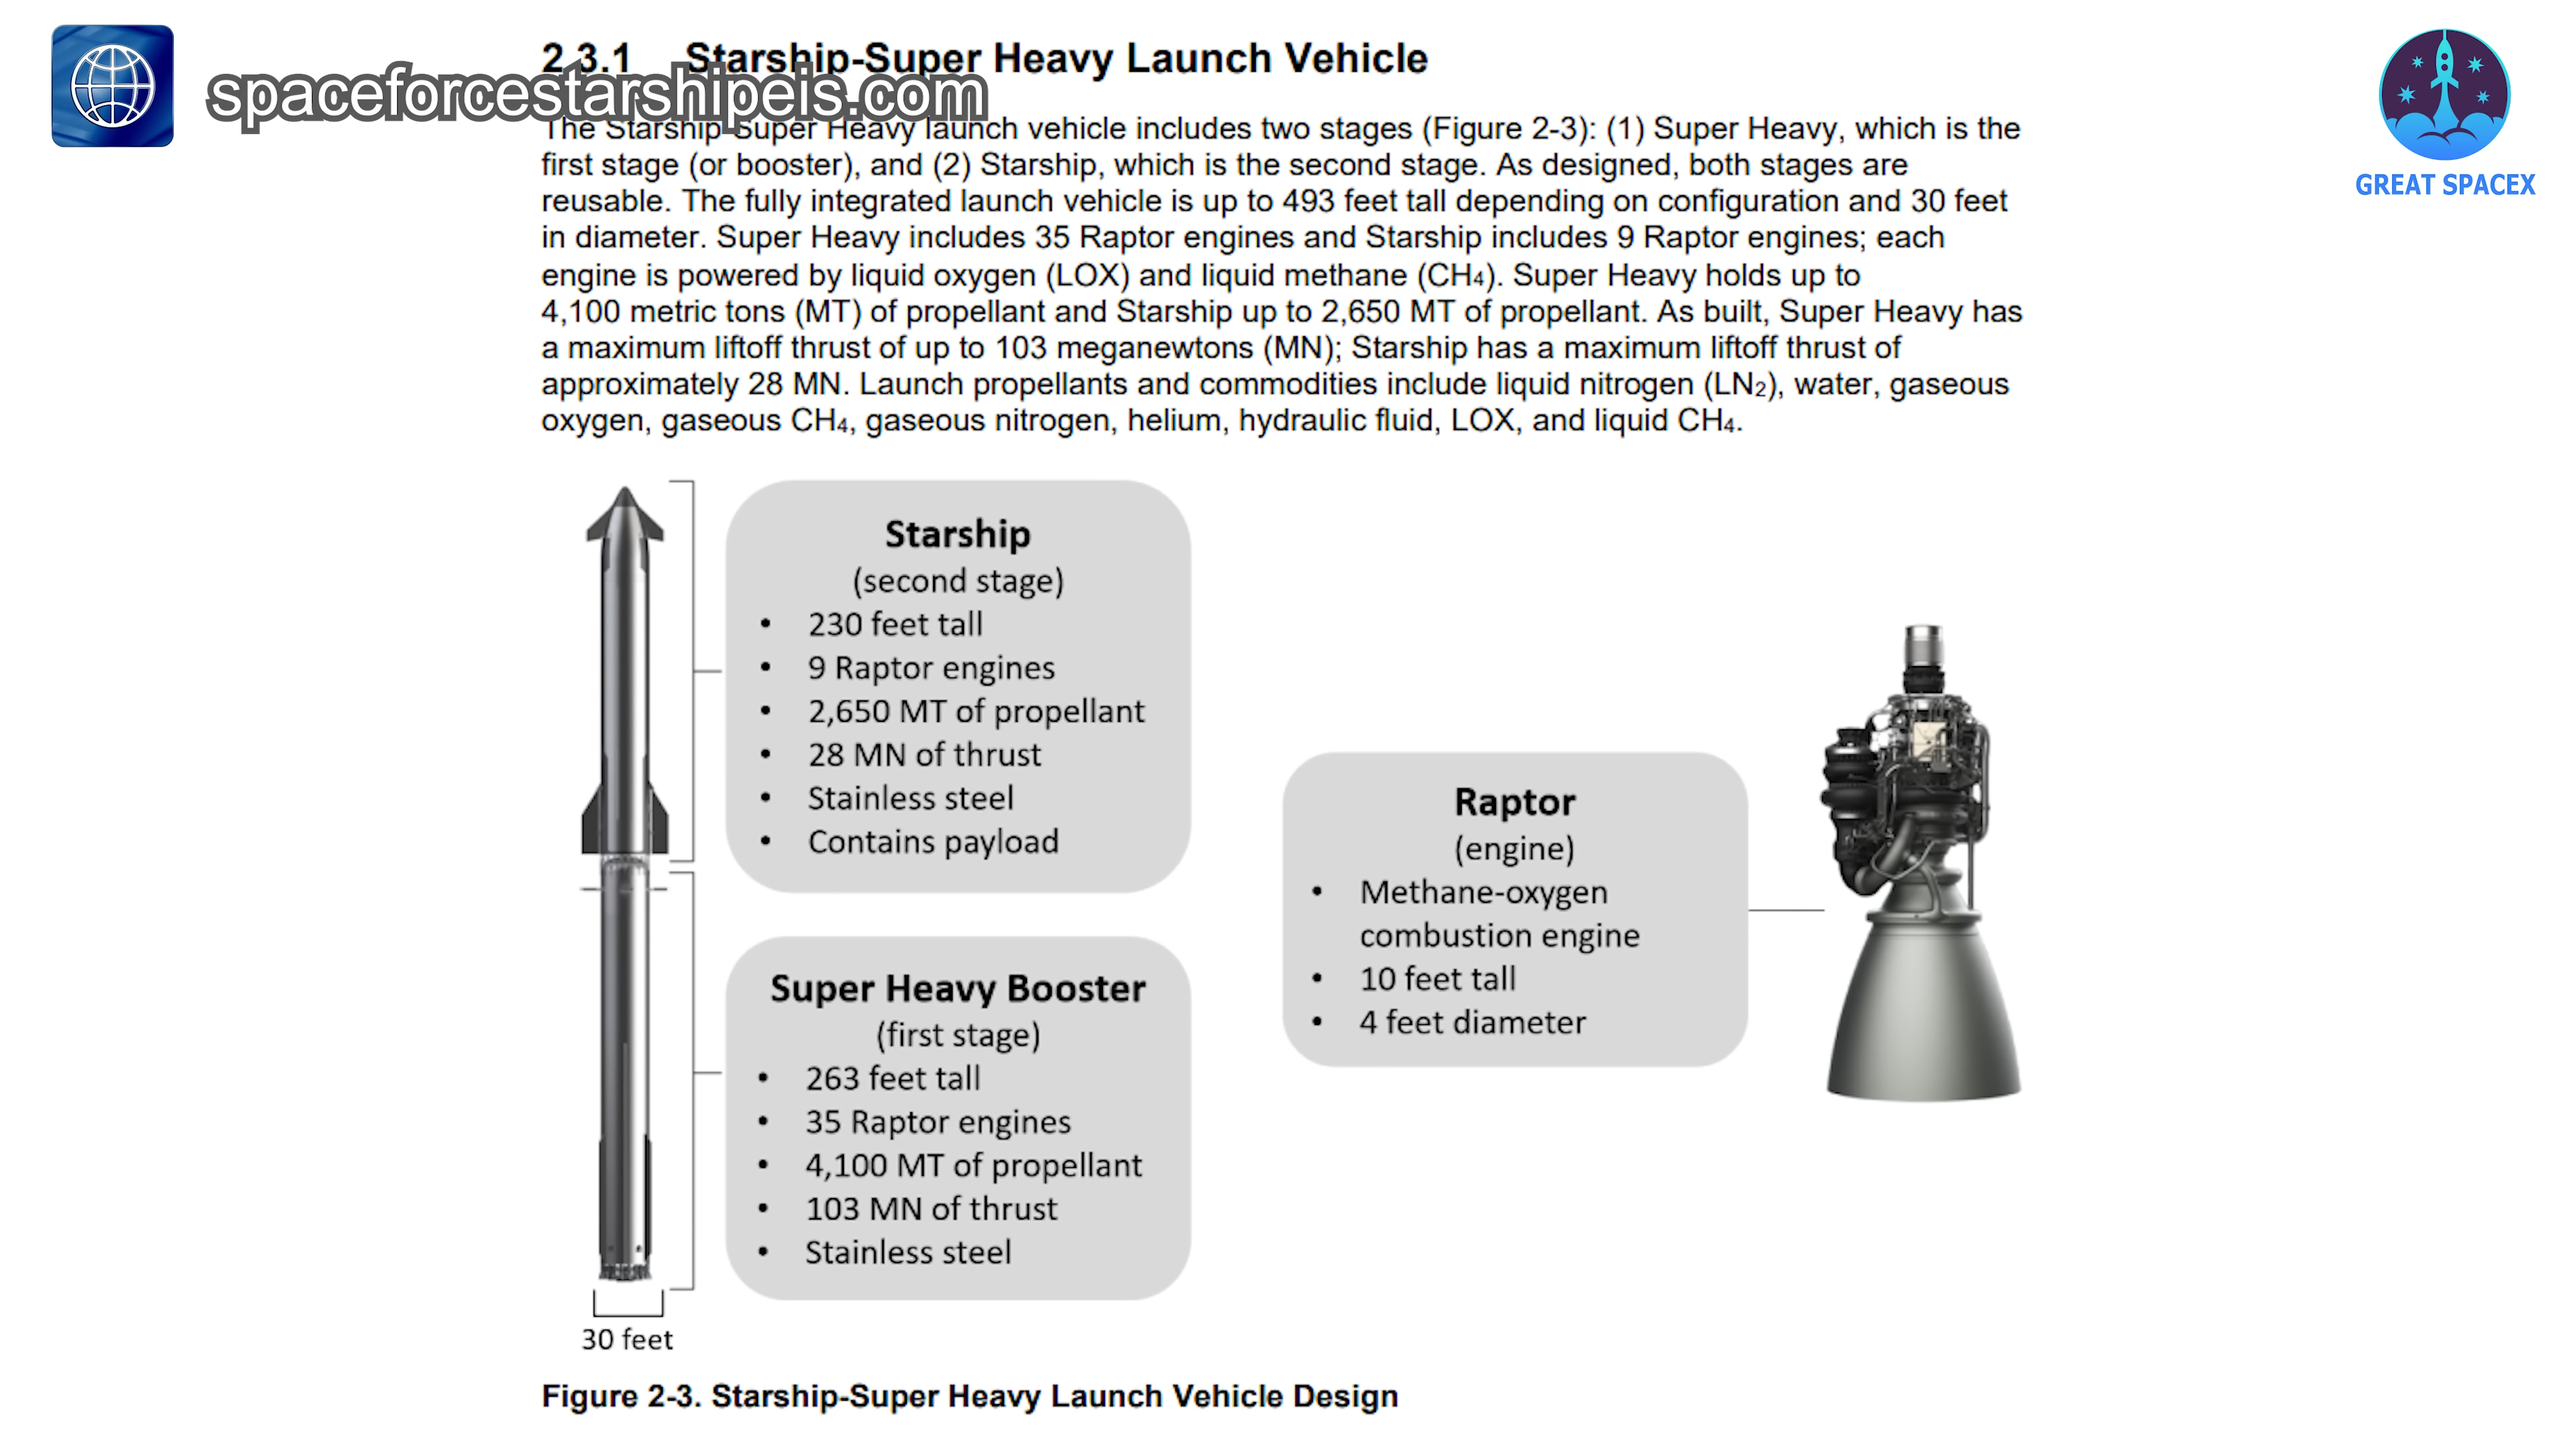 2.3.1 Starship-Super Heavy Launch Vehicle
spaceforcestarshipeis.com
GREAT SPACEX
The Starship-Super Heavy launch vehicle includes two stages (Figure 2-3): (1) Super Heavy, which is the
first stage (or booster), and (2) Starship, which is the second stage. As designed, both stages are
reusable. The fully integrated launch vehicle is up to 493 feet tall depending on configuration and 30 feet
in diameter. Super Heavy includes 35 Raptor engines and Starship includes 9 Raptor engines; each
engine is powered by liquid oxygen (LOX) and liquid methane (CH₄). Super Heavy holds up to
4,100 metric tons (MT) of propellant and Starship up to 2,650 MT of propellant. As built, Super Heavy has
a maximum liftoff thrust of up to 103 meganewtons (MN); Starship has a maximum liftoff thrust of
approximately 28 MN. Launch propellants and commodities include liquid nitrogen (LN₂), water, gaseous
oxygen, gaseous CH₄, gaseous nitrogen, helium, hydraulic fluid, LOX, and liquid CH₄.
Starship
(second stage)
• 230 feet tall
• 9 Raptor engines
• 2,650 MT of propellant
• 28 MN of thrust
• Stainless steel
• Contains payload
Super Heavy Booster
(first stage)
• 263 feet tall
• 35 Raptor engines
• 4,100 MT of propellant
• 103 MN of thrust
• Stainless steel
Raptor
(engine)
• Methane-oxygen
combustion engine
• 10 feet tall
• 4 feet diameter
30 feet
Figure 2-3. Starship-Super Heavy Launch Vehicle Design